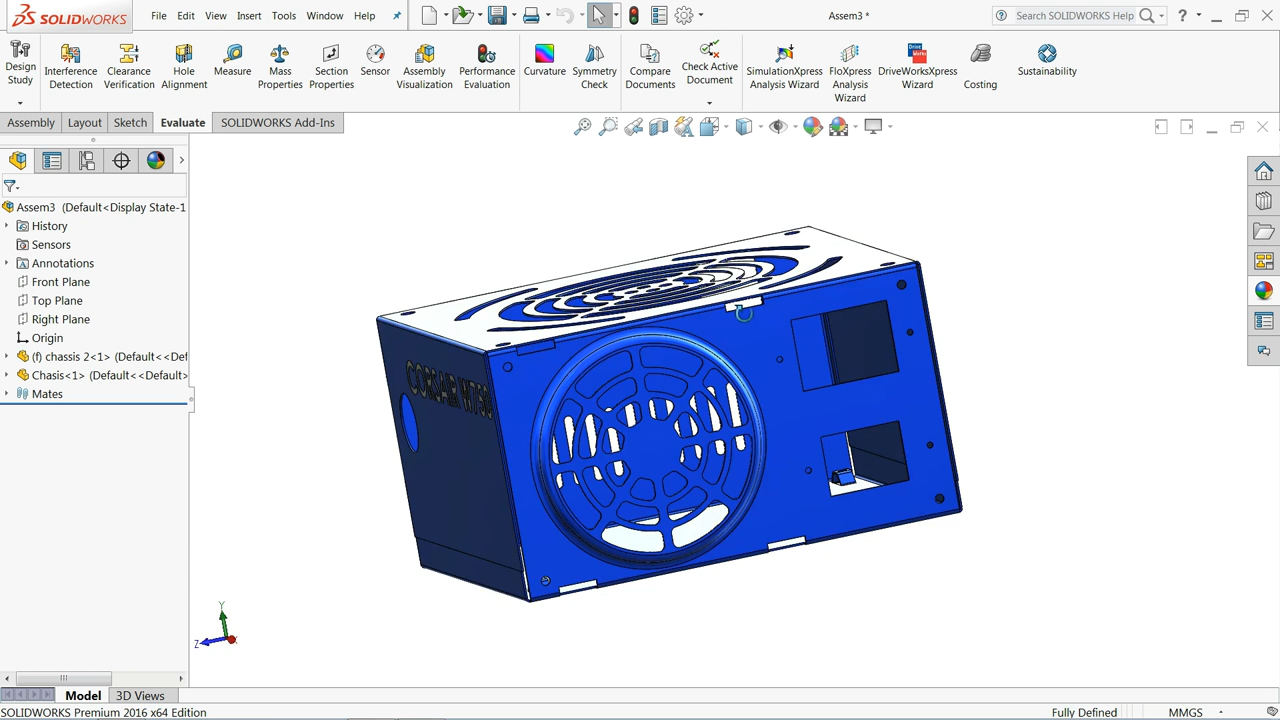 SOLIDWORKS
File Edit View Insert Tools Window Help
Assem3 *
Search SOLIDWORKS Help
?
Design Study
Interference Detection
Clearance Verification
Hole Alignment
Measure
Mass Properties
Section Properties
Sensor
Assembly Visualization
Performance Evaluation
Curvature
Symmetry Check
Compare Documents
Check Active Document
SimulationXpress Analysis Wizard
FloXpress Analysis Wizard
DriveWorksXpress Wizard
Costing
Sustainability
Assembly Layout Sketch Evaluate SOLIDWORKS Add-Ins
Assem3 (Default<Display State-1
History
Sensors
Annotations
Front Plane
Top Plane
Right Plane
Origin
(f) chassis 2<1> (Default<<Def
Chasis<1> (Default<<Default>
Mates
CORSAIR W750
Y
Z
Model 3D Views
SOLIDWORKS Premium 2016 x64 Edition
Fully Defined
MMGS